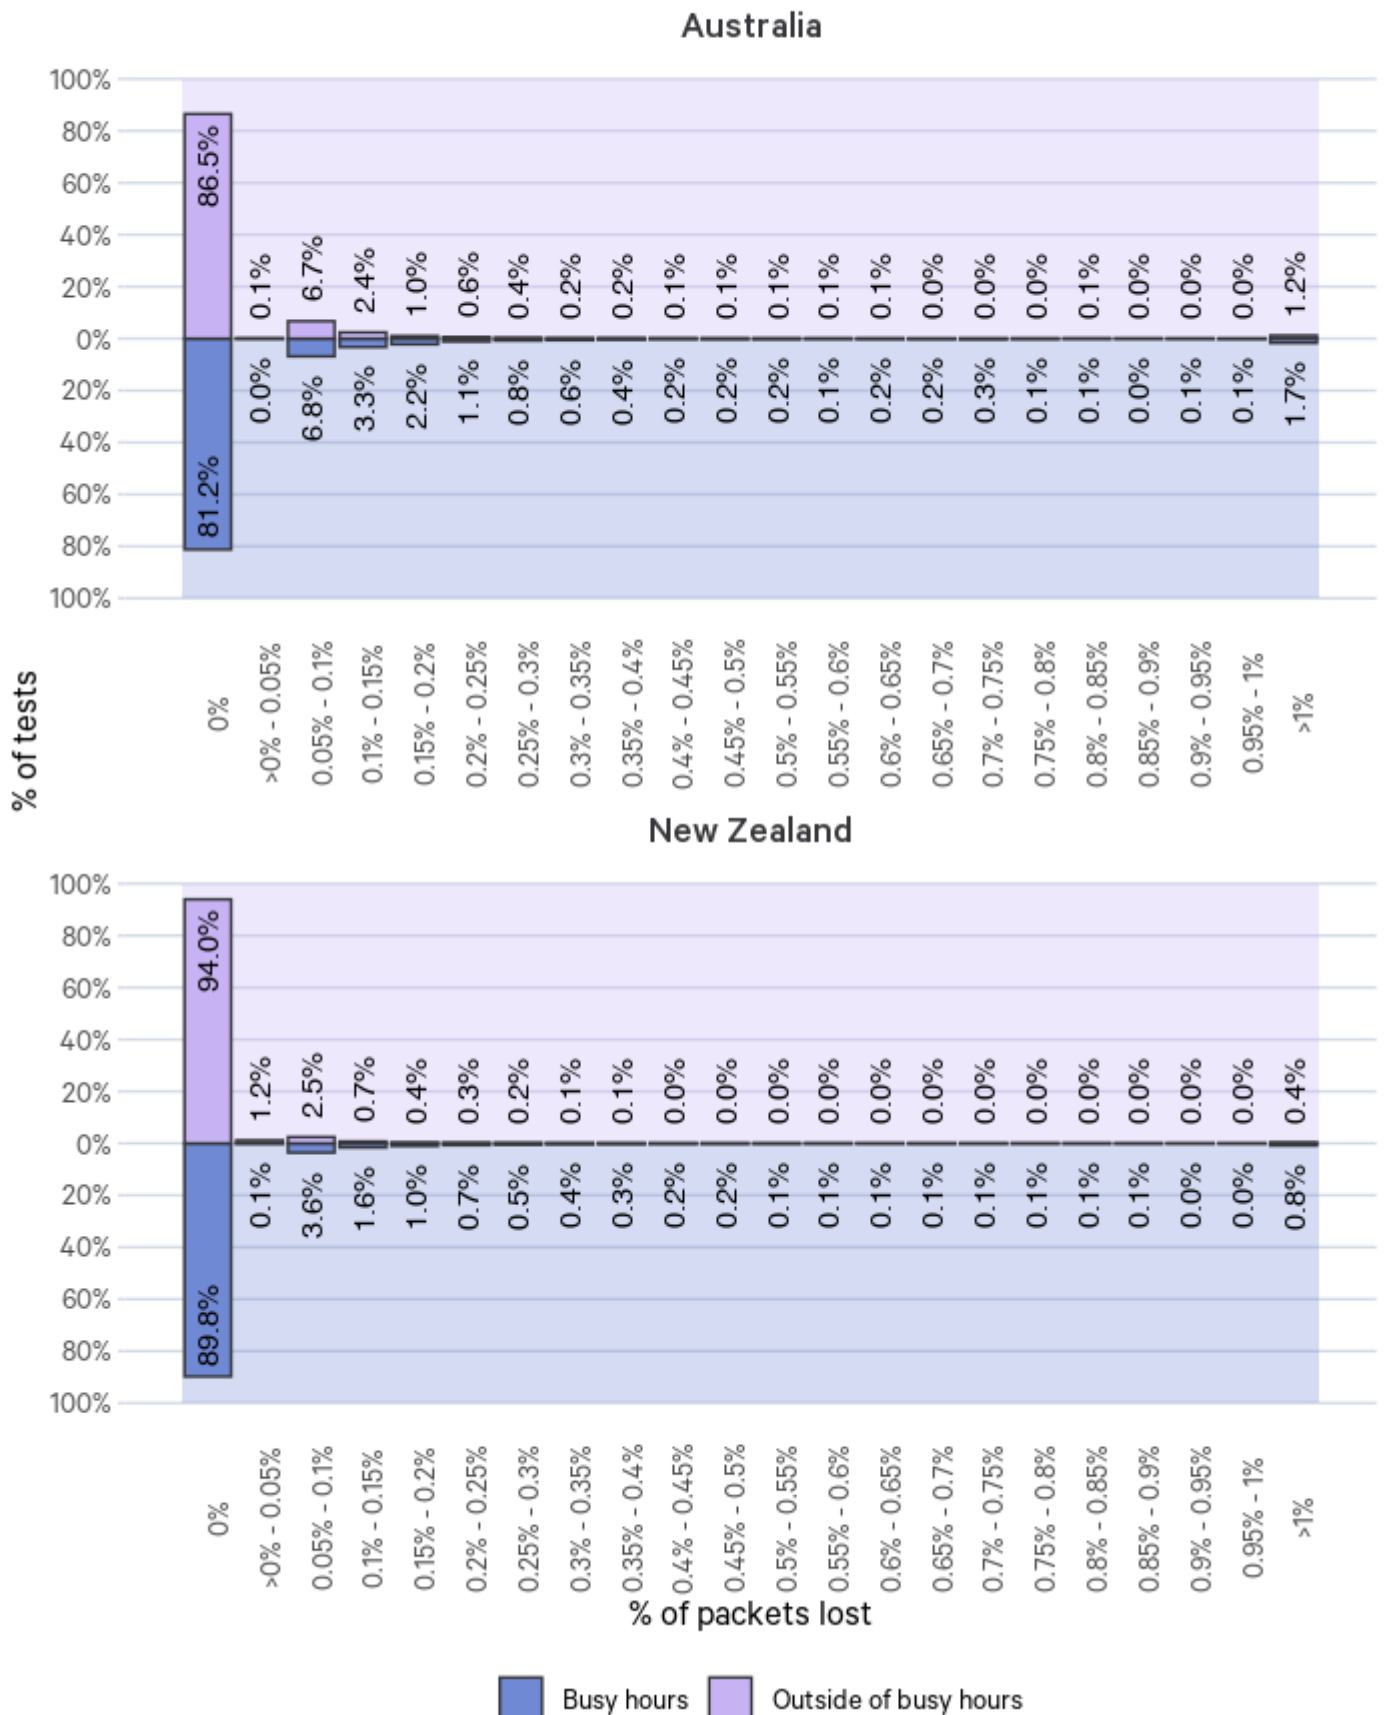 Australia
100%
80%
60%
40%
20%
0%
20%
40%
60%
80%
100%
86.5% 0.1% 6.7% 2.4% 1.0% 0.6% 0.4% 0.2% 0.2% 0.1% 0.1% 0.1% 0.1% 0.1% 0.0% 0.0% 0.0% 0.1% 0.0% 0.0% 0.0% 1.2%
81.2% 0.0% 6.8% 3.3% 2.2% 1.1% 0.8% 0.6% 0.4% 0.2% 0.2% 0.2% 0.1% 0.2% 0.2% 0.3% 0.1% 0.1% 0.0% 0.1% 0.1% 1.7%
0%
>0% - 0.05%
0.05% - 0.1%
0.1% - 0.15%
0.15% - 0.2%
0.2% - 0.25%
0.25% - 0.3%
0.3% - 0.35%
0.35% - 0.4%
0.4% - 0.45%
0.45% - 0.5%
0.5% - 0.55%
0.55% - 0.6%
0.6% - 0.65%
0.65% - 0.7%
0.7% - 0.75%
0.75% - 0.8%
0.8% - 0.85%
0.85% - 0.9%
0.9% - 0.95%
0.95% - 1%
>1%
% of tests
New Zealand
100%
80%
60%
40%
20%
0%
20%
40%
60%
80%
100%
94.0% 1.2% 2.5% 0.7% 0.4% 0.3% 0.2% 0.1% 0.1% 0.0% 0.0% 0.0% 0.0% 0.0% 0.0% 0.0% 0.0% 0.0% 0.0% 0.0% 0.0% 0.4%
89.8% 0.1% 3.6% 1.6% 1.0% 0.7% 0.5% 0.4% 0.3% 0.2% 0.2% 0.1% 0.1% 0.1% 0.1% 0.1% 0.1% 0.1% 0.1% 0.0% 0.0% 0.8%
0%
>0% - 0.05%
0.05% - 0.1%
0.1% - 0.15%
0.15% - 0.2%
0.2% - 0.25%
0.25% - 0.3%
0.3% - 0.35%
0.35% - 0.4%
0.4% - 0.45%
0.45% - 0.5%
0.5% - 0.55%
0.55% - 0.6%
0.6% - 0.65%
0.65% - 0.7%
0.7% - 0.75%
0.75% - 0.8%
0.8% - 0.85%
0.85% - 0.9%
0.9% - 0.95%
0.95% - 1%
>1%
% of packets lost
Busy hours
Outside of busy hours